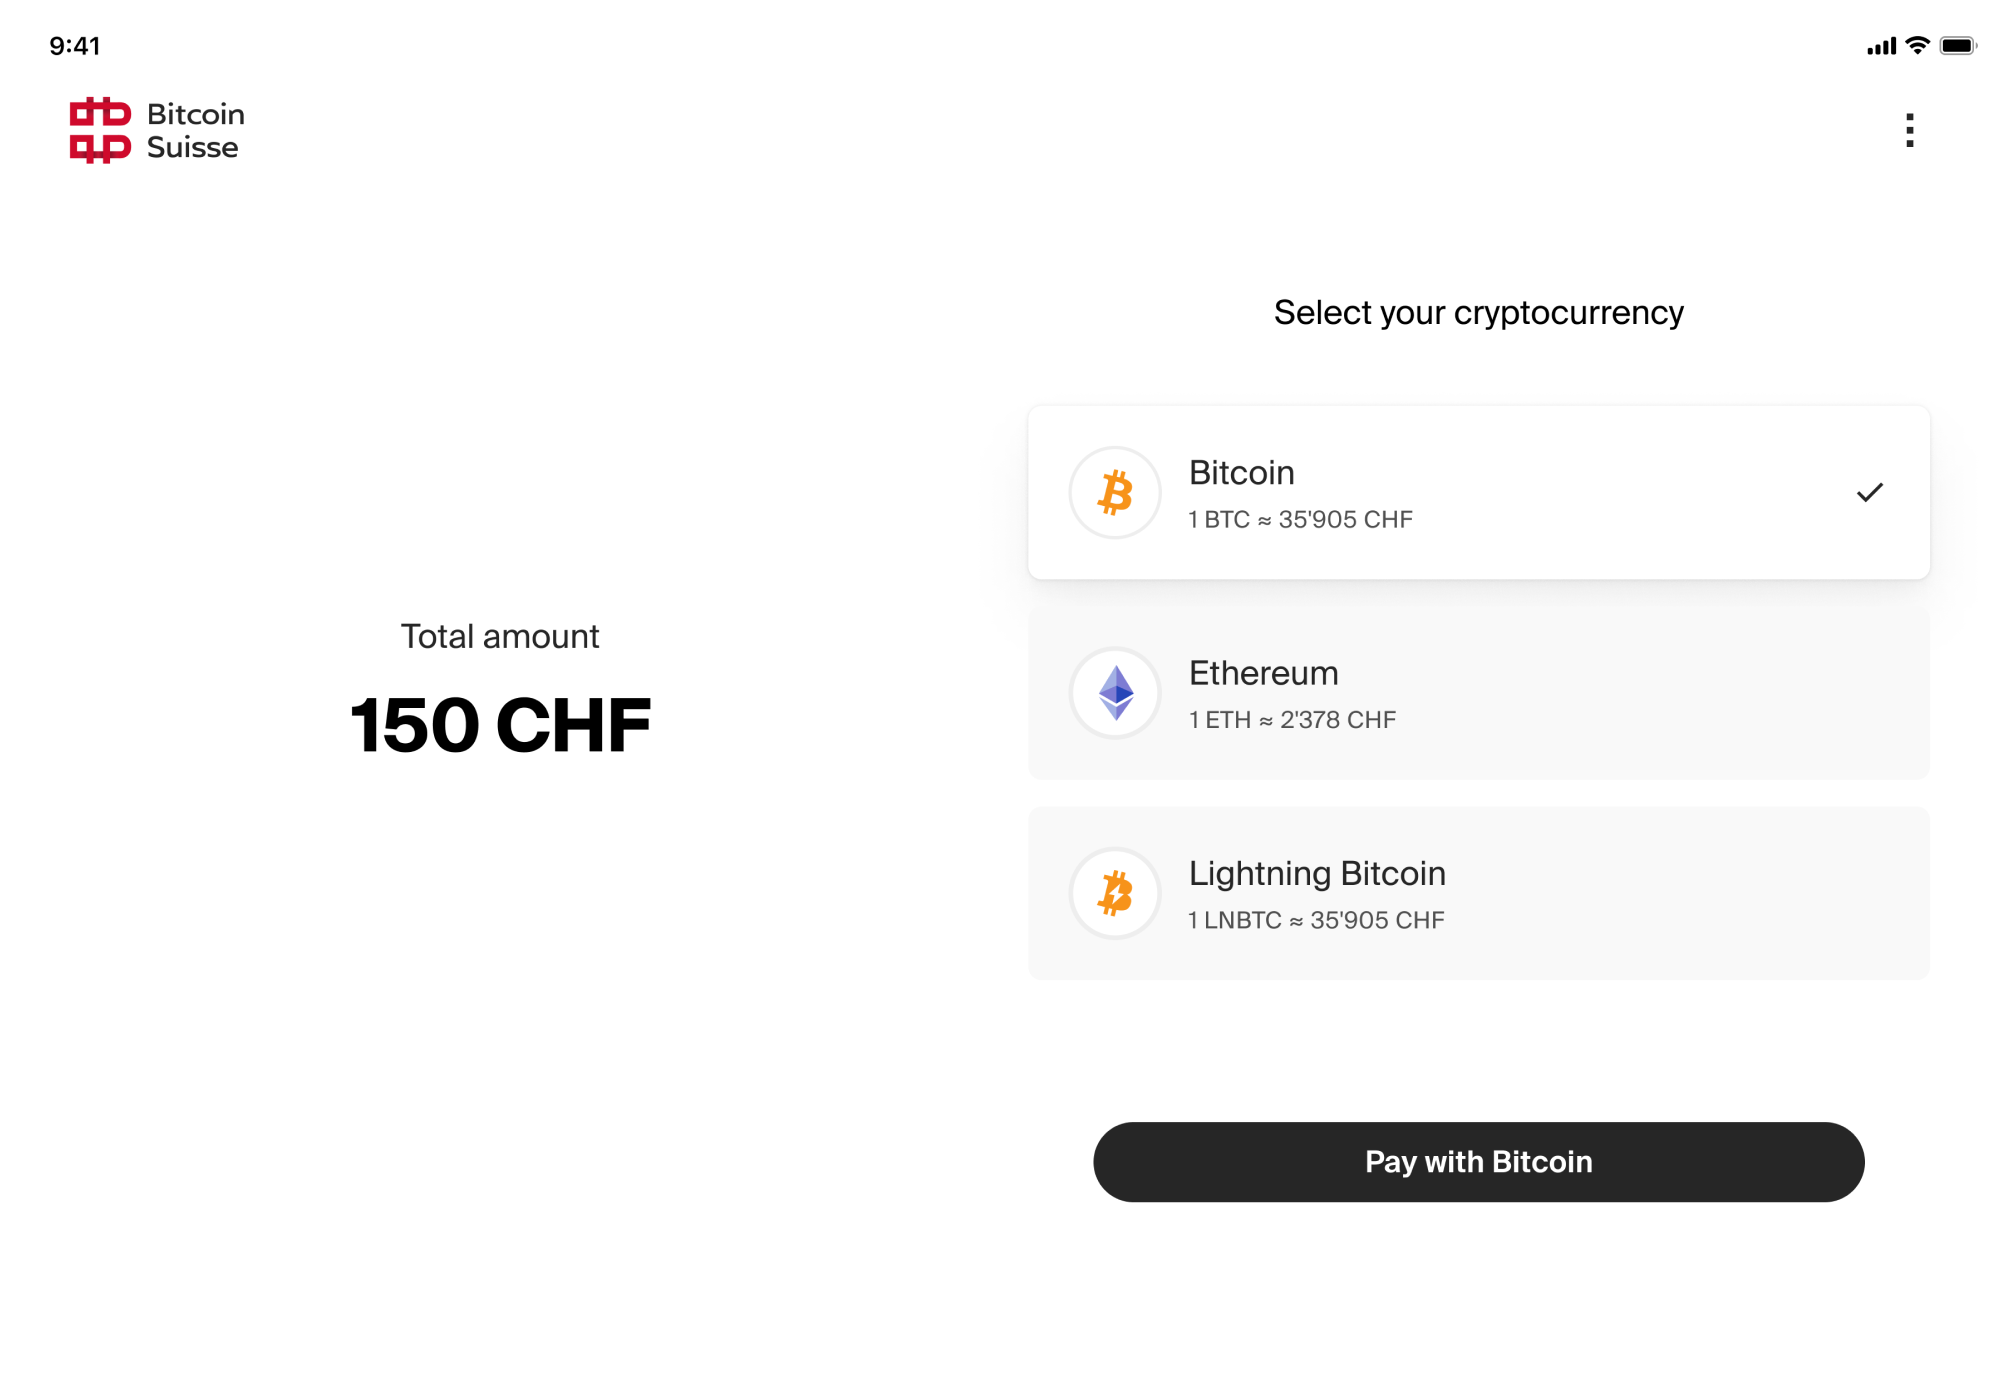 9:41
Bitcoin
Suisse
Select your cryptocurrency
Bitcoin
1 BTC ≈ 35'905 CHF
Total amount
150 CHF
Ethereum
1 ETH ≈ 2'378 CHF
Lightning Bitcoin
1 LNBTC ≈ 35'905 CHF
Pay with Bitcoin